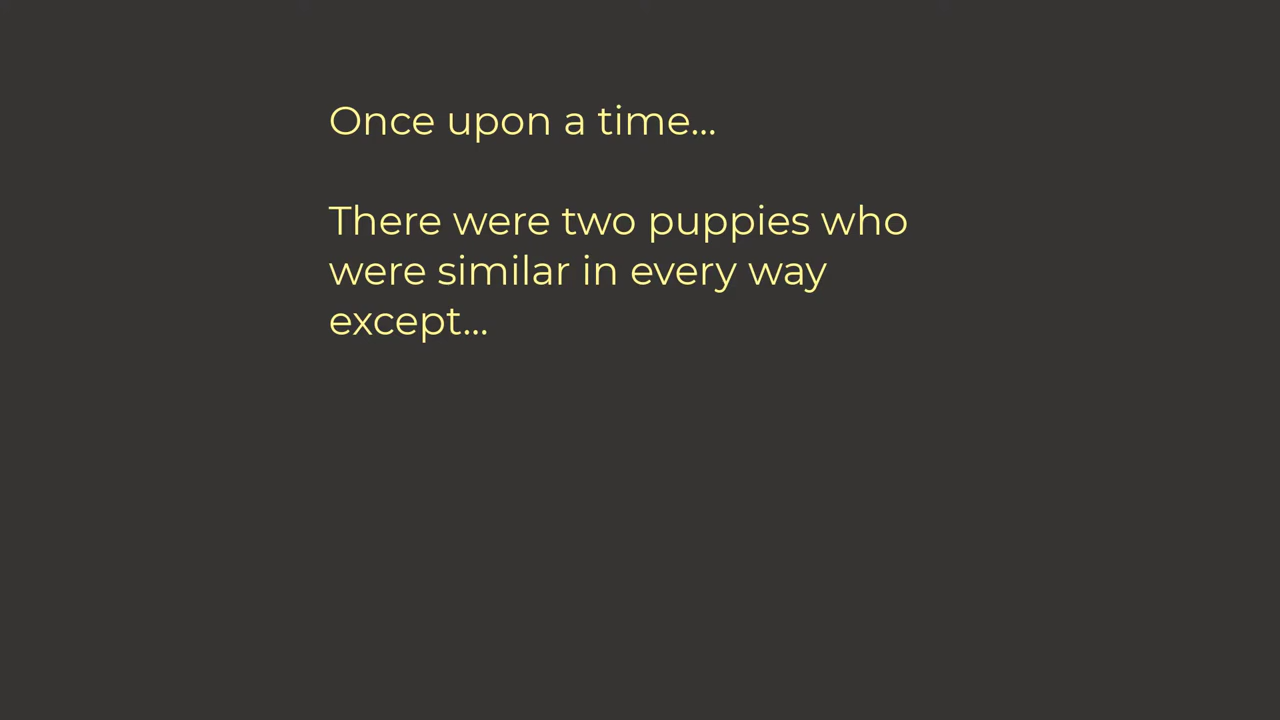 Once upon a time...
There were two puppies who
were similar in every way
except...